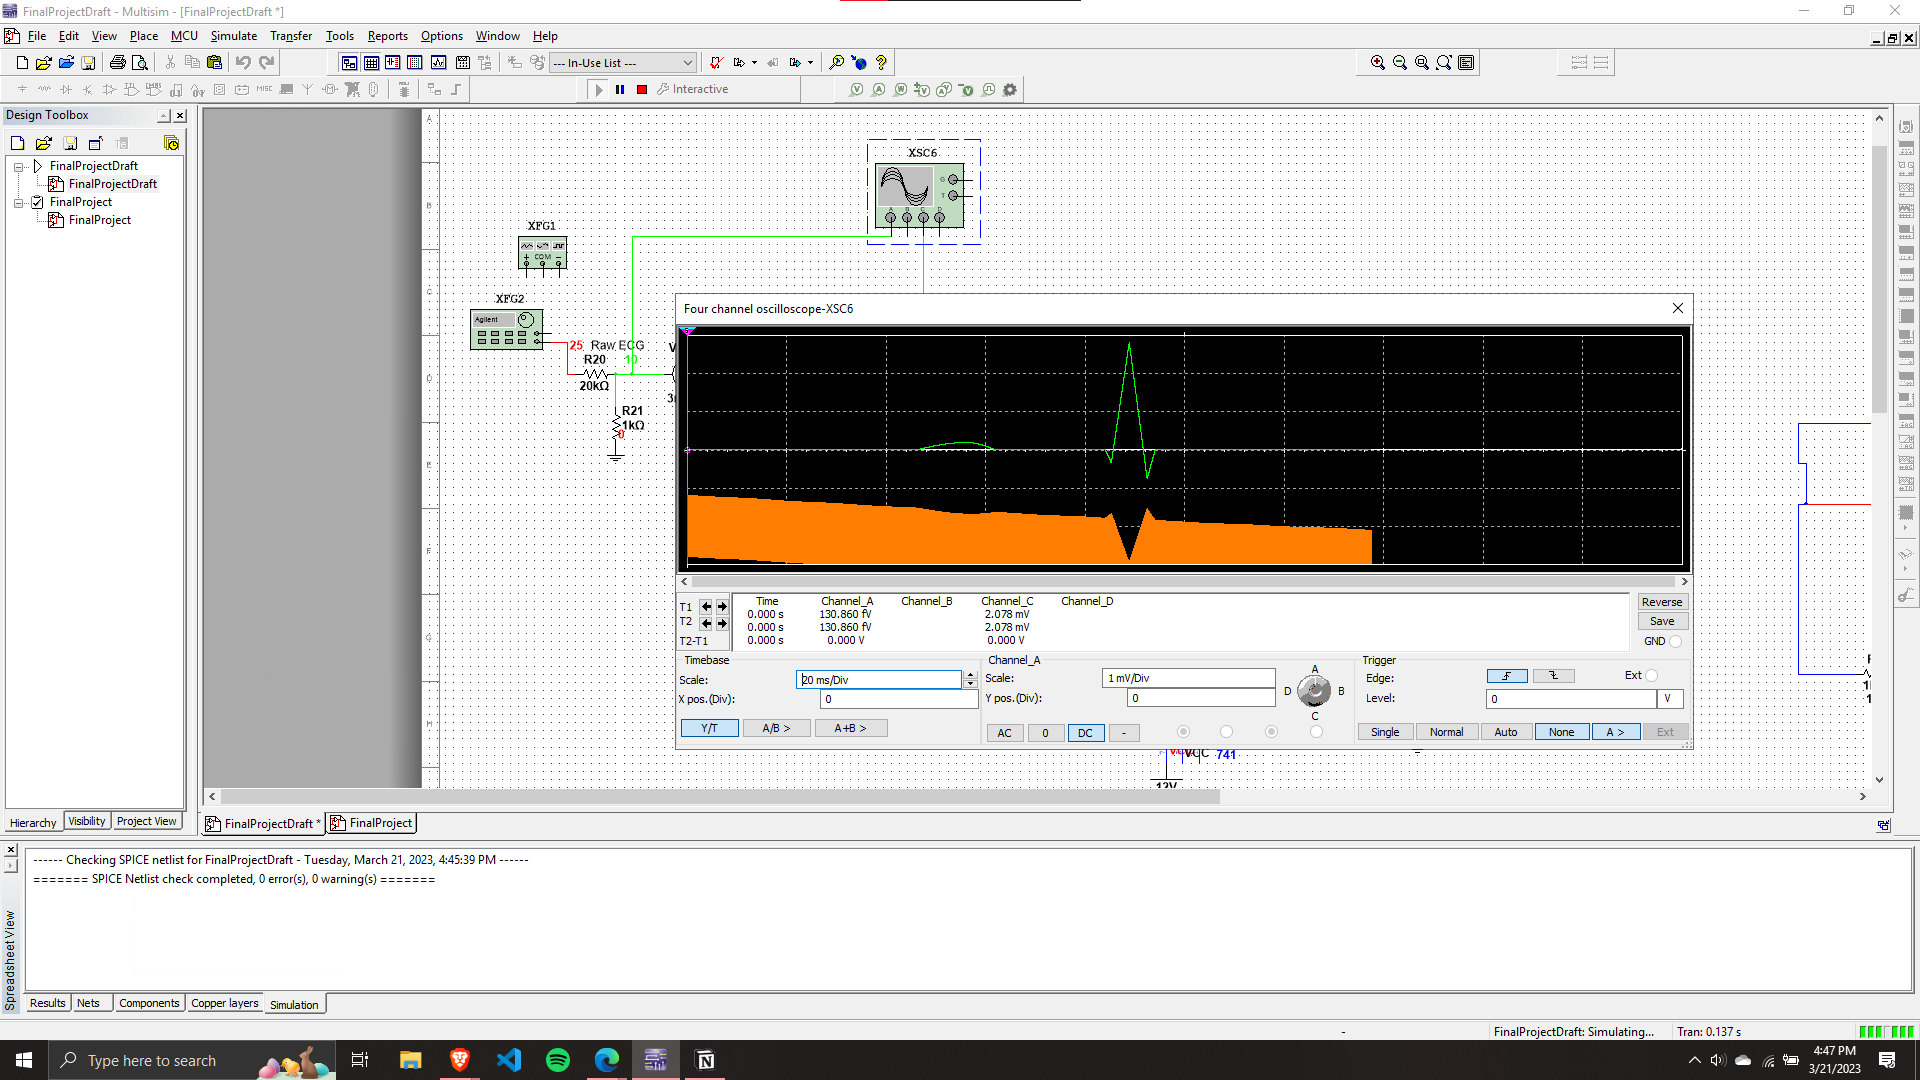 FinalProjectDraft - Multisim - [FinalProjectDraft *]
File Edit View Place MCU Simulate Transfer Tools Reports Options Window Help
--- In-Use List ---
Interactive
Design Toolbox
FinalProjectDraft
FinalProjectDraft
FinalProject
FinalProject
Hierarchy Visibility Project View
XSC6
G
T
A B C D
XFG1
COM
XFG2
Agilent
25 Raw ECG
R20
10
20kΩ
R21
1kΩ
0
Four channel oscilloscope-XSC6
T1
T2
T2-T1
Time Channel_A Channel_B Channel_C Channel_D
0.000 s 130.860 fV 2.078 mV
0.000 s 130.860 fV 2.078 mV
0.000 s 0.000 V 0.000 V
Reverse
Save
GND
Timebase
Scale: 20 ms/Div
X pos.(Div): 0
Y/T A/B > A+B >
Channel_A
Scale: 1 mV/Div
Y pos.(Div): 0
AC 0 DC -
A
D B
C
Trigger
Edge: Ext
Level: 0 V
Single Normal Auto None A > Ext
VCC 741
12V
FinalProjectDraft * FinalProject
------ Checking SPICE netlist for FinalProjectDraft - Tuesday, March 21, 2023, 4:45:39 PM ------
======= SPICE Netlist check completed, 0 error(s), 0 warning(s) =======
Spreadsheet View
Results Nets Components Copper layers Simulation
- FinalProjectDraft: Simulating... Tran: 0.137 s
Type here to search
4:47 PM
3/21/2023